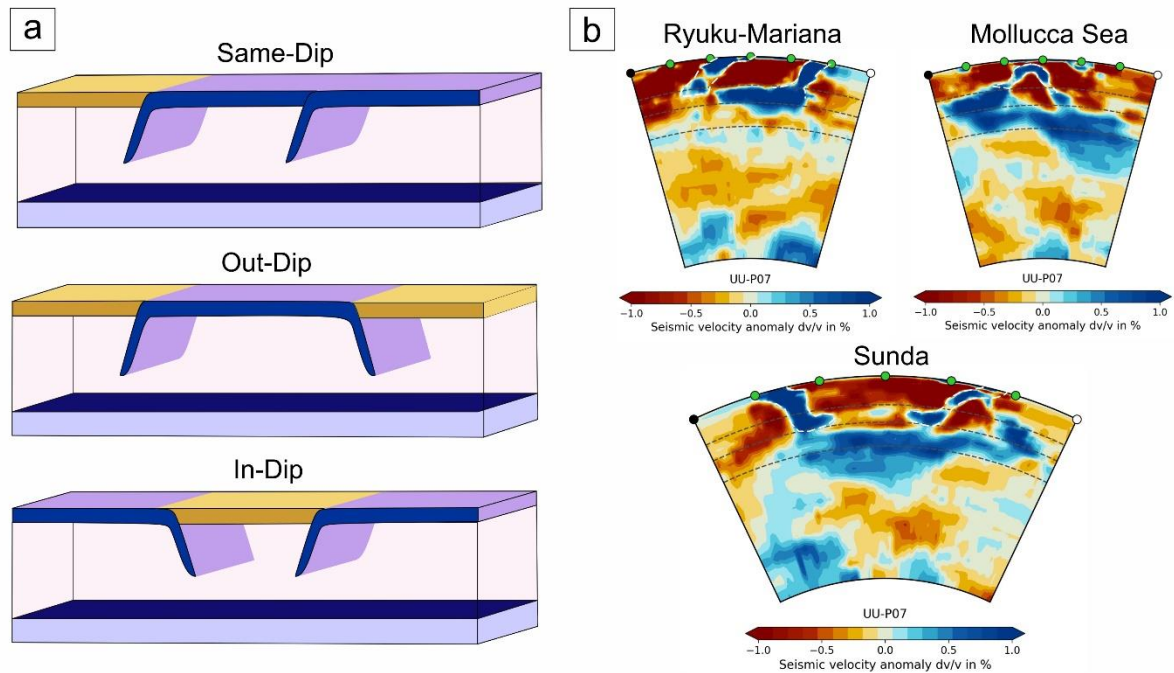 a
Same-Dip
Out-Dip
In-Dip
b
Ryuku-Mariana
Mollucca Sea
UU-P07
−1.0 −0.5 0.0 0.5 1.0
Seismic velocity anomaly dv/v in %
UU-P07
−1.0 −0.5 0.0 0.5 1.0
Seismic velocity anomaly dv/v in %
Sunda
UU-P07
−1.0 −0.5 0.0 0.5 1.0
Seismic velocity anomaly dv/v in %